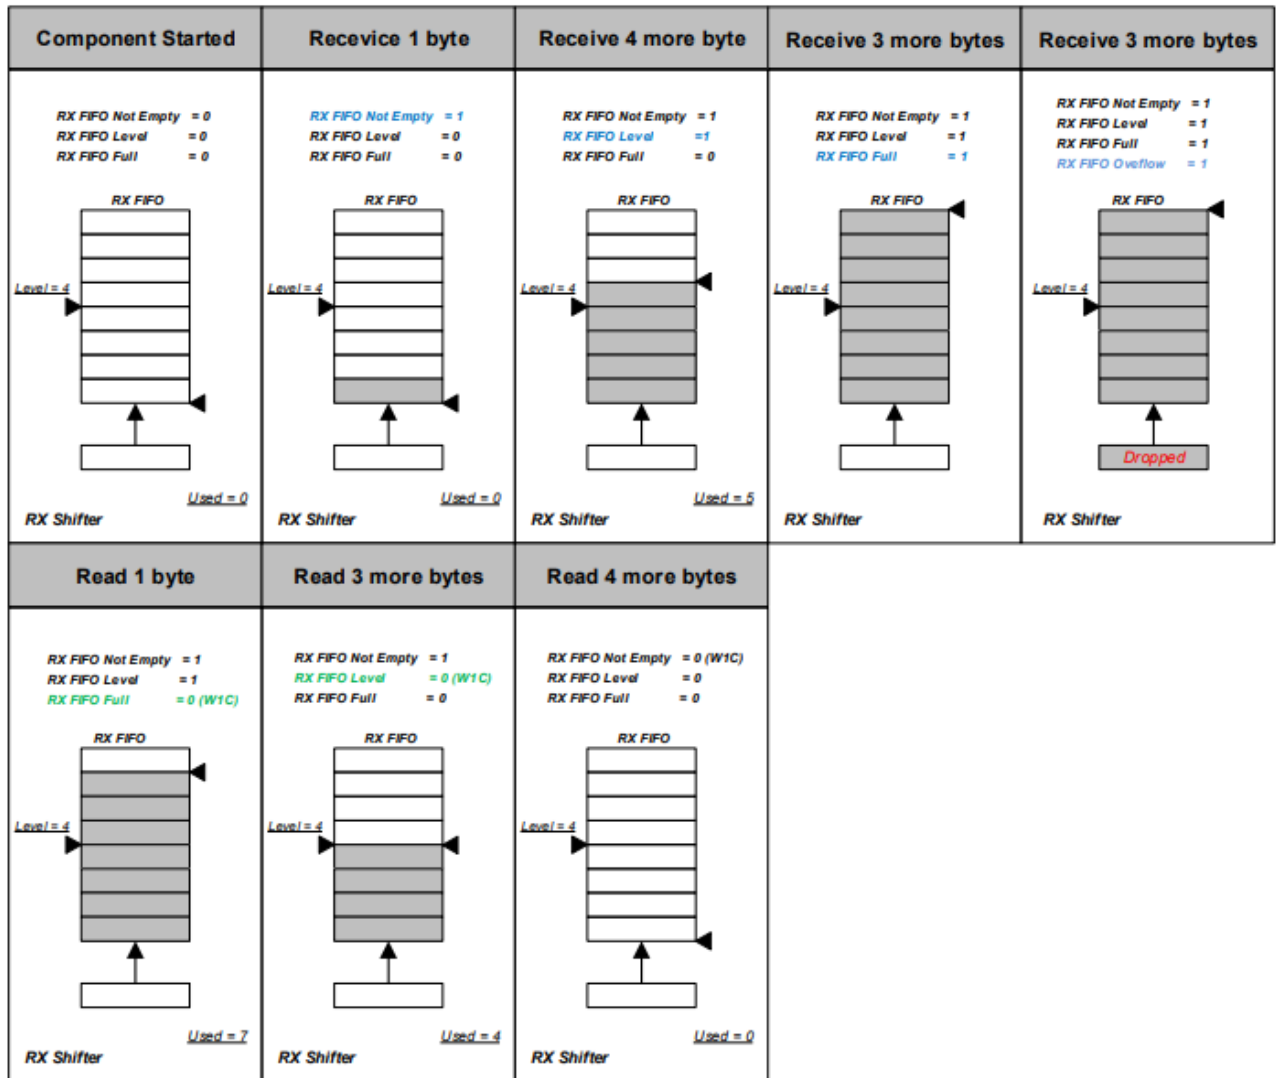 Component Started
Recevice 1 byte
Receive 4 more byte
Receive 3 more bytes
Receive 3 more bytes
RX FIFO Not Empty = 0
RX FIFO Level = 0
RX FIFO Full = 0
RX FIFO
Level = 4
Used = 0
RX Shifter
RX FIFO Not Empty = 1
RX FIFO Level = 0
RX FIFO Full = 0
RX FIFO
Level = 4
Used = 0
RX Shifter
RX FIFO Not Empty = 1
RX FIFO Level =1
RX FIFO Full = 0
RX FIFO
Level = 4
Used = 5
RX Shifter
RX FIFO Not Empty = 1
RX FIFO Level = 1
RX FIFO Full = 1
RX FIFO
Level = 4
RX Shifter
RX FIFO Not Empty = 1
RX FIFO Level = 1
RX FIFO Full = 1
RX FIFO Oveflow = 1
RX FIFO
Level = 4
Dropped
RX Shifter
Read 1 byte
Read 3 more bytes
Read 4 more bytes
RX FIFO Not Empty = 1
RX FIFO Level = 1
RX FIFO Full = 0 (W1C)
RX FIFO
Level = 4
Used = 7
RX Shifter
RX FIFO Not Empty = 1
RX FIFO Level = 0 (W1C)
RX FIFO Full = 0
RX FIFO
Level = 4
Used = 4
RX Shifter
RX FIFO Not Empty = 0 (W1C)
RX FIFO Level = 0
RX FIFO Full = 0
RX FIFO
Level = 4
Used = 0
RX Shifter